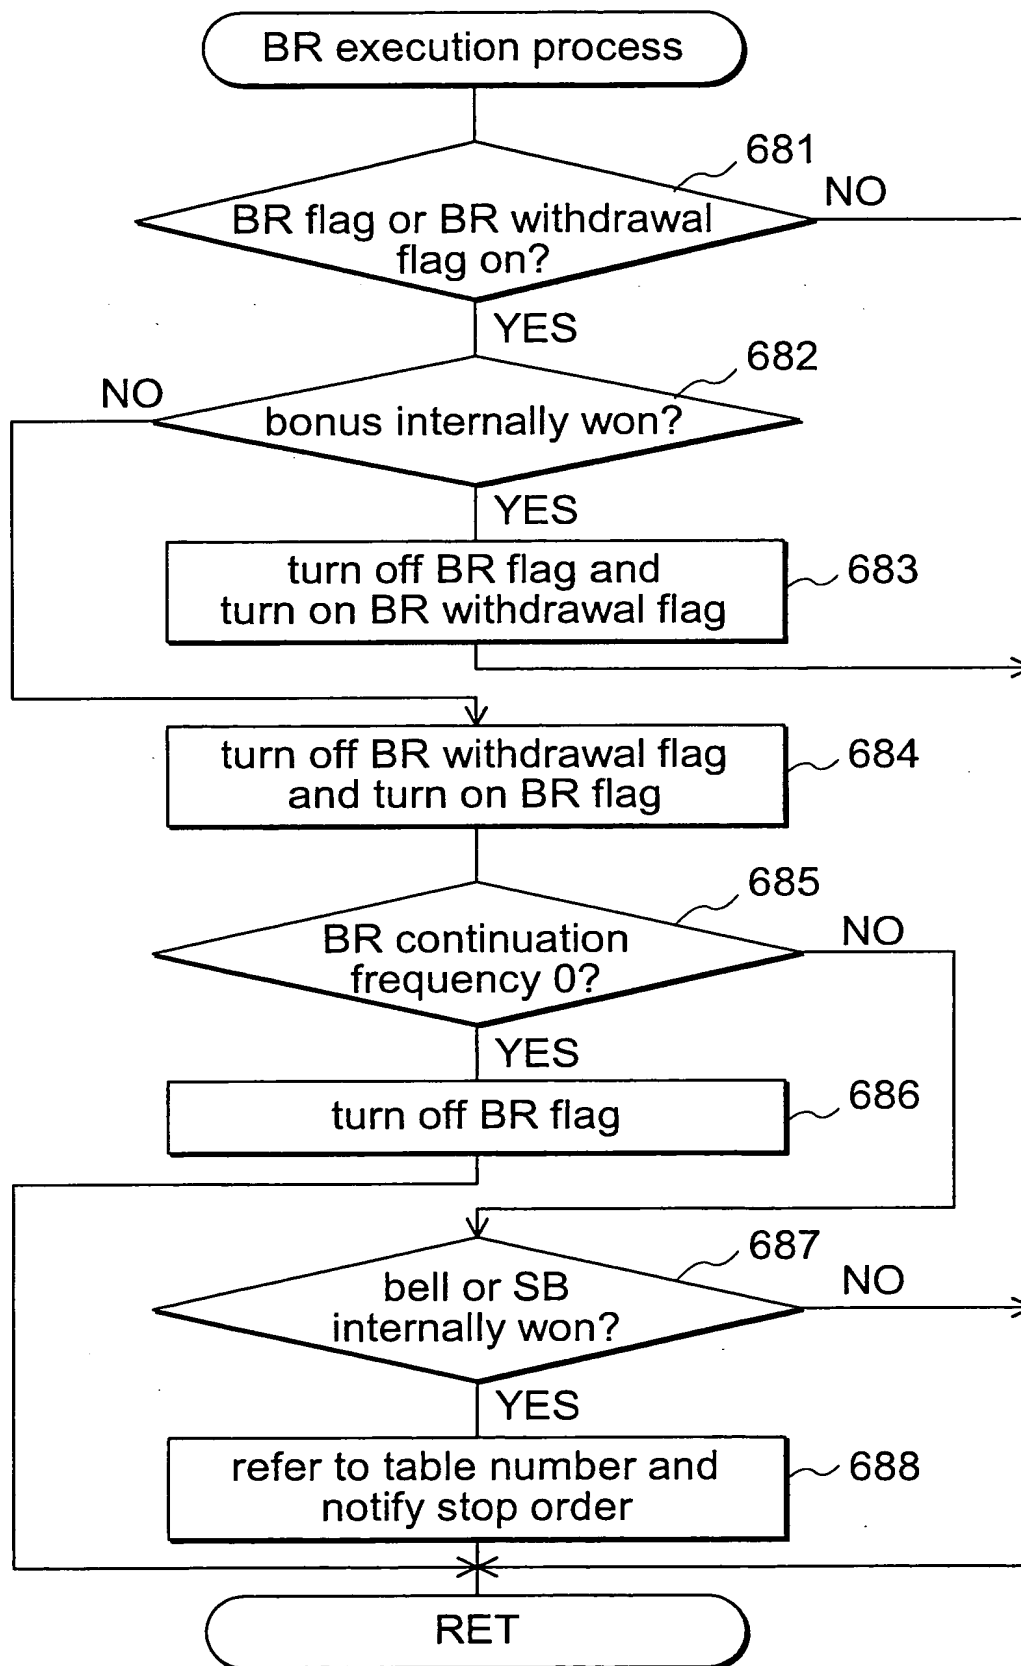 BR execution process
681
NO
BR flag or BR withdrawal
flag on?
YES
682
NO
bonus internally won?
YES
turn off BR flag and
turn on BR withdrawal flag
683
turn off BR withdrawal flag
and turn on BR flag
684
685
NO
BR continuation
frequency 0?
YES
turn off BR flag
686
687
NO
bell or SB
internally won?
YES
refer to table number and
notify stop order
688
RET